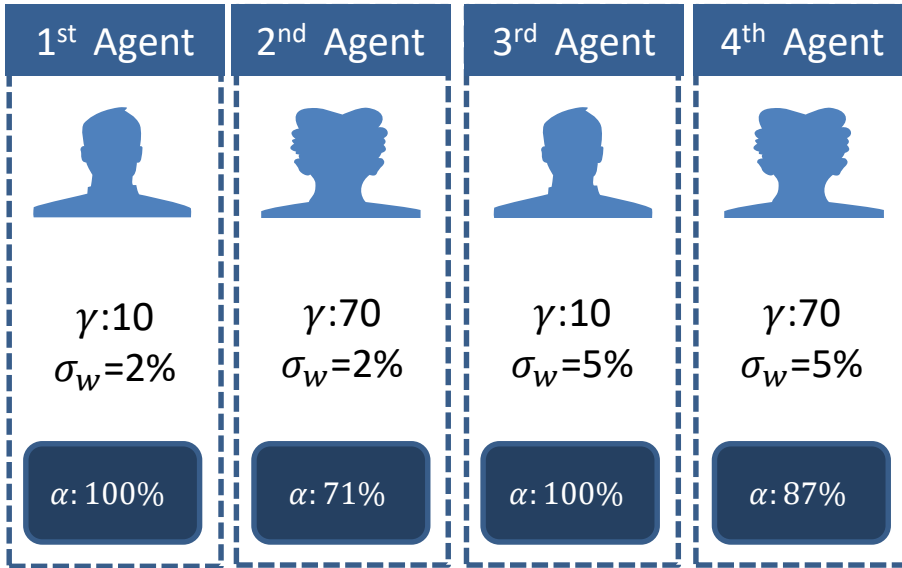 1st Agent
γ:10
σw=2%
α: 100%
2nd Agent
γ:70
σw=2%
α: 71%
3rd Agent
γ:10
σw=5%
α: 100%
4th Agent
γ:70
σw=5%
α: 87%